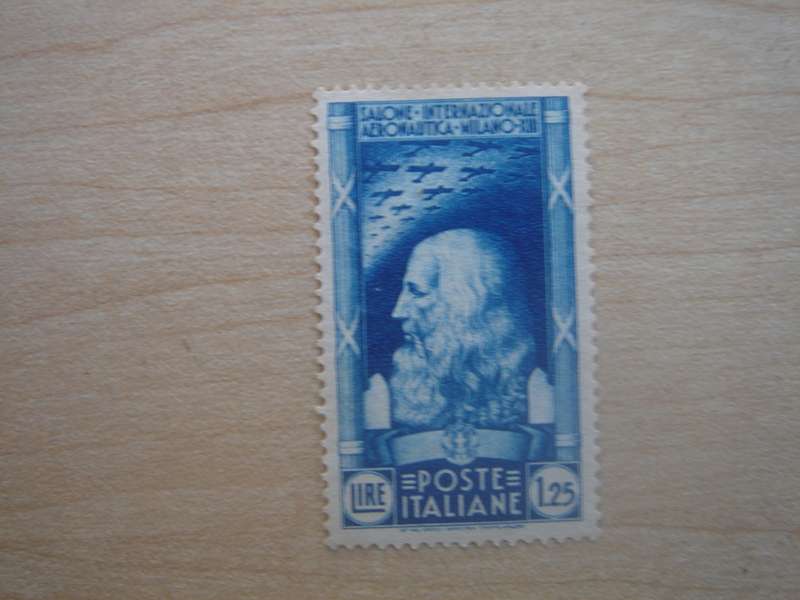 SALONE · INTERNAZIONALE
AERONAUTICA · MILANO · XIII
LIRE
POSTE
ITALIANE
1.25